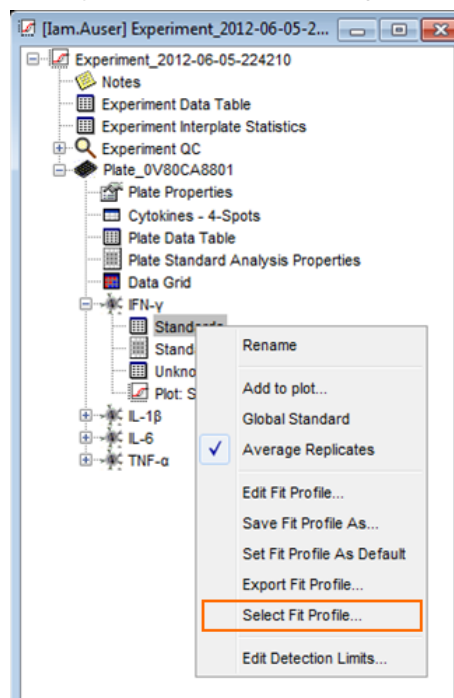 [Iam.Auser] Experiment_2012-06-05-2...
Experiment_2012-06-05-224210
Notes
Experiment Data Table
Experiment Interplate Statistics
Experiment QC
Plate_0V80CA8801
Plate Properties
Cytokines - 4-Spots
Plate Data Table
Plate Standard Analysis Properties
Data Grid
IFN-γ
Standards
Stand
Unkno
Plot: S
IL-1β
IL-6
TNF-α
Rename
Add to plot...
Global Standard
Average Replicates
Edit Fit Profile...
Save Fit Profile As...
Set Fit Profile As Default
Export Fit Profile...
Select Fit Profile...
Edit Detection Limits...